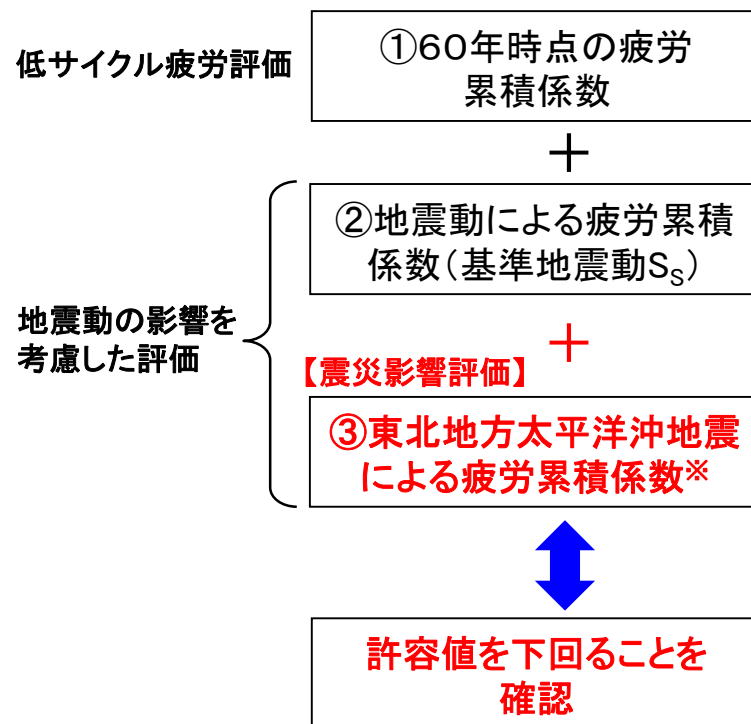 低サイクル疲労評価
①60年時点の疲労
累積係数
＋
②地震動による疲労累積
係数（基準地震動SS）
地震動の影響を
考慮した評価
＋
【震災影響評価】
③東北地方太平洋沖地震
による疲労累積係数※
許容値を下回ることを
確認